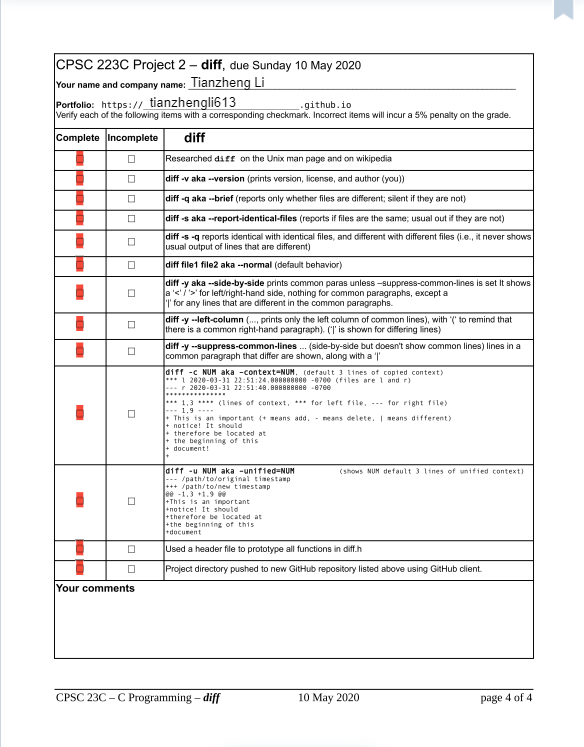 CPSC 223C Project 2 – diff, due Sunday 10 May 2020
Your name and company name: Tianzheng Li
Portfolio: https://_tianzhengli613_.github.io
Verify each of the following items with a corresponding checkmark. Incorrect items will incur a 5% penalty on the grade.
Complete Incomplete diff
☐ Researched diff on the Unix man page and on wikipedia
☐ diff -v aka --version (prints version, license, and author (you))
☐ diff -q aka --brief (reports only whether files are different; silent if they are not)
☐ diff -s aka --report-identical-files (reports if files are the same; usual out if they are not)
☐ diff -s -q reports identical with identical files, and different with different files (i.e., it never shows
usual output of lines that are different)
☐ diff file1 file2 aka --normal (default behavior)
☐ diff -y aka --side-by-side prints common paras unless –suppress-common-lines is set It shows
a '<' / '>' for left/right-hand side, nothing for common paragraphs, except a
'|' for any lines that are different in the common paragraphs.
☐ diff -y --left-column (..., prints only the left column of common lines), with '(' to remind that
there is a common right-hand paragraph). ('|' is shown for differing lines)
☐ diff -y --suppress-common-lines ... (side-by-side but doesn't show common lines) lines in a
common paragraph that differ are shown, along with a '|'
☐ diff -c NUM aka -context=NUM, (default 3 lines of copied context)
*** l 2020-03-31 22:51:24.000000000 -0700 (files are l and r)
--- r 2020-03-31 22:51:40.000000000 -0700
***************
*** 1,3 **** (lines of context, *** for left file, --- for right file)
--- 1,9 ----
+ This is an important (+ means add, - means delete, | means different)
+ notice! It should
+ therefore be located at
+ the beginning of this
+ document!
+
☐ diff -u NUM aka -unified=NUM (shows NUM default 3 lines of unified context)
--- /path/to/original timestamp
+++ /path/to/new timestamp
@@ -1,3 +1,9 @@
+This is an important
+notice! It should
+therefore be located at
+the beginning of this
+document
☐ Used a header file to prototype all functions in diff.h
☐ Project directory pushed to new GitHub repository listed above using GitHub client.
Your comments
CPSC 23C – C Programming – diff 10 May 2020 page 4 of 4